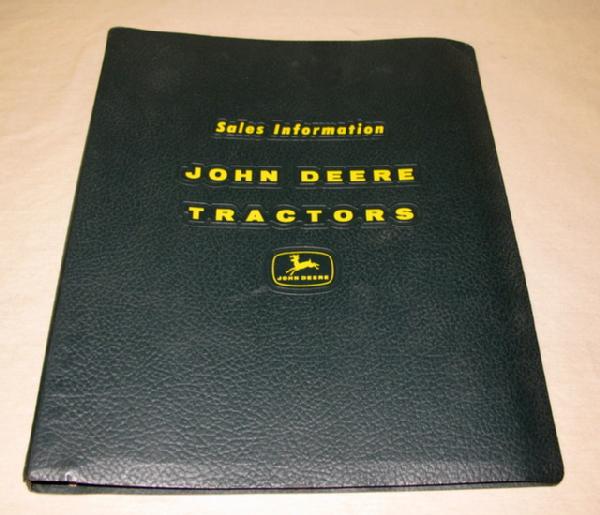 Sales Information
JOHN DEERE
TRACTORS
JOHN DEERE